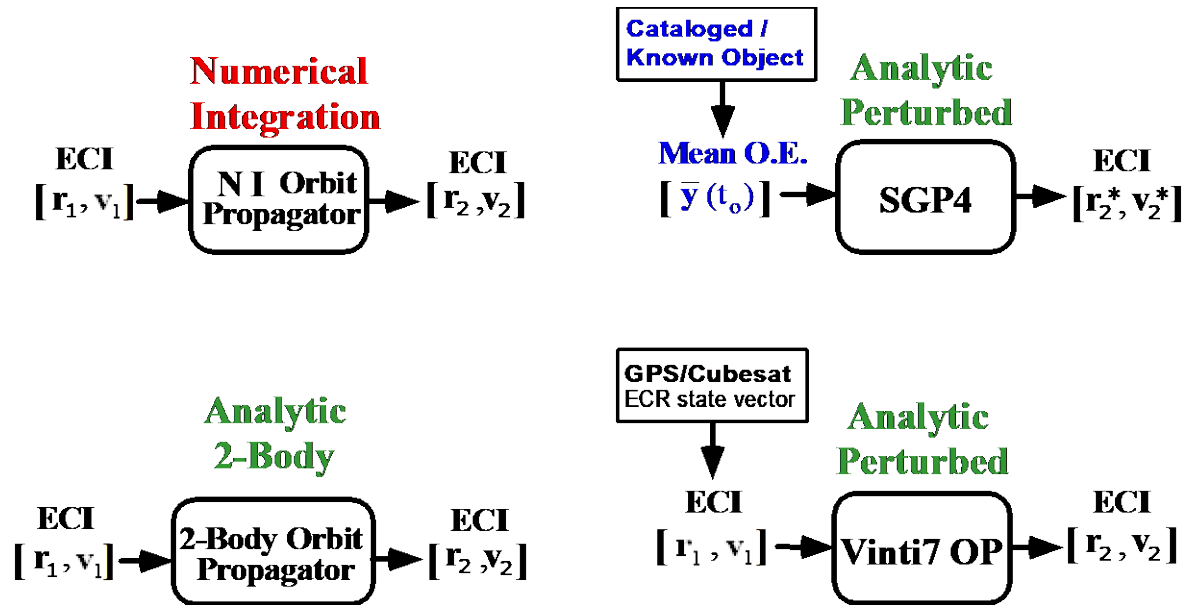 Numerical
Integration
ECI
[r₁, v₁]
N I Orbit
Propagator
ECI
[r₂, v₂]
Cataloged /
Known Object
Analytic
Perturbed
Mean O.E.
[ȳ (tₒ)]
SGP4
ECI
[r₂*, v₂*]
Analytic
2-Body
ECI
[r₁, v₁]
2-Body Orbit
Propagator
ECI
[r₂, v₂]
GPS/Cubesat
ECR state vector
Analytic
Perturbed
ECI
[r₁, v₁]
Vinti7 OP
ECI
[r₂, v₂]